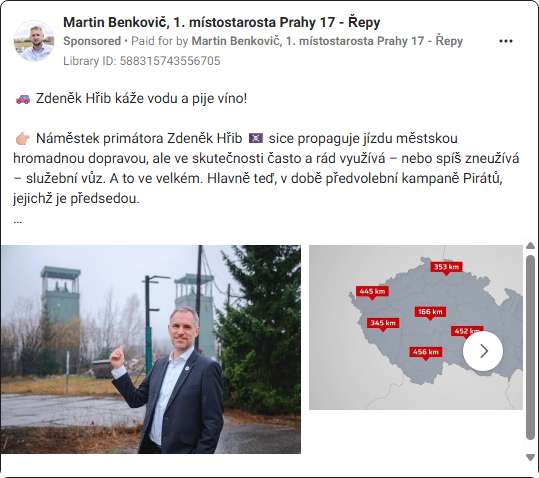 Martin Benkovič, 1. místostarosta Prahy 17 - Řepy
Sponsored • Paid for by Martin Benkovič, 1. místostarosta Prahy 17 - Řepy
Library ID: 588315743556705
🚗 Zdeněk Hřib káže vodu a pije víno!
👉🏼 Náměstek primátora Zdeněk Hřib 🏴‍☠️ sice propaguje jízdu městskou
hromadnou dopravou, ale ve skutečnosti často a rád využívá – nebo spíš zneužívá
– služební vůz. A to ve velkém. Hlavně teď, v době předvolební kampaně Pirátů,
jejichž je předsedou.
...
353 km
445 km
166 km
345 km
452 km
456 km